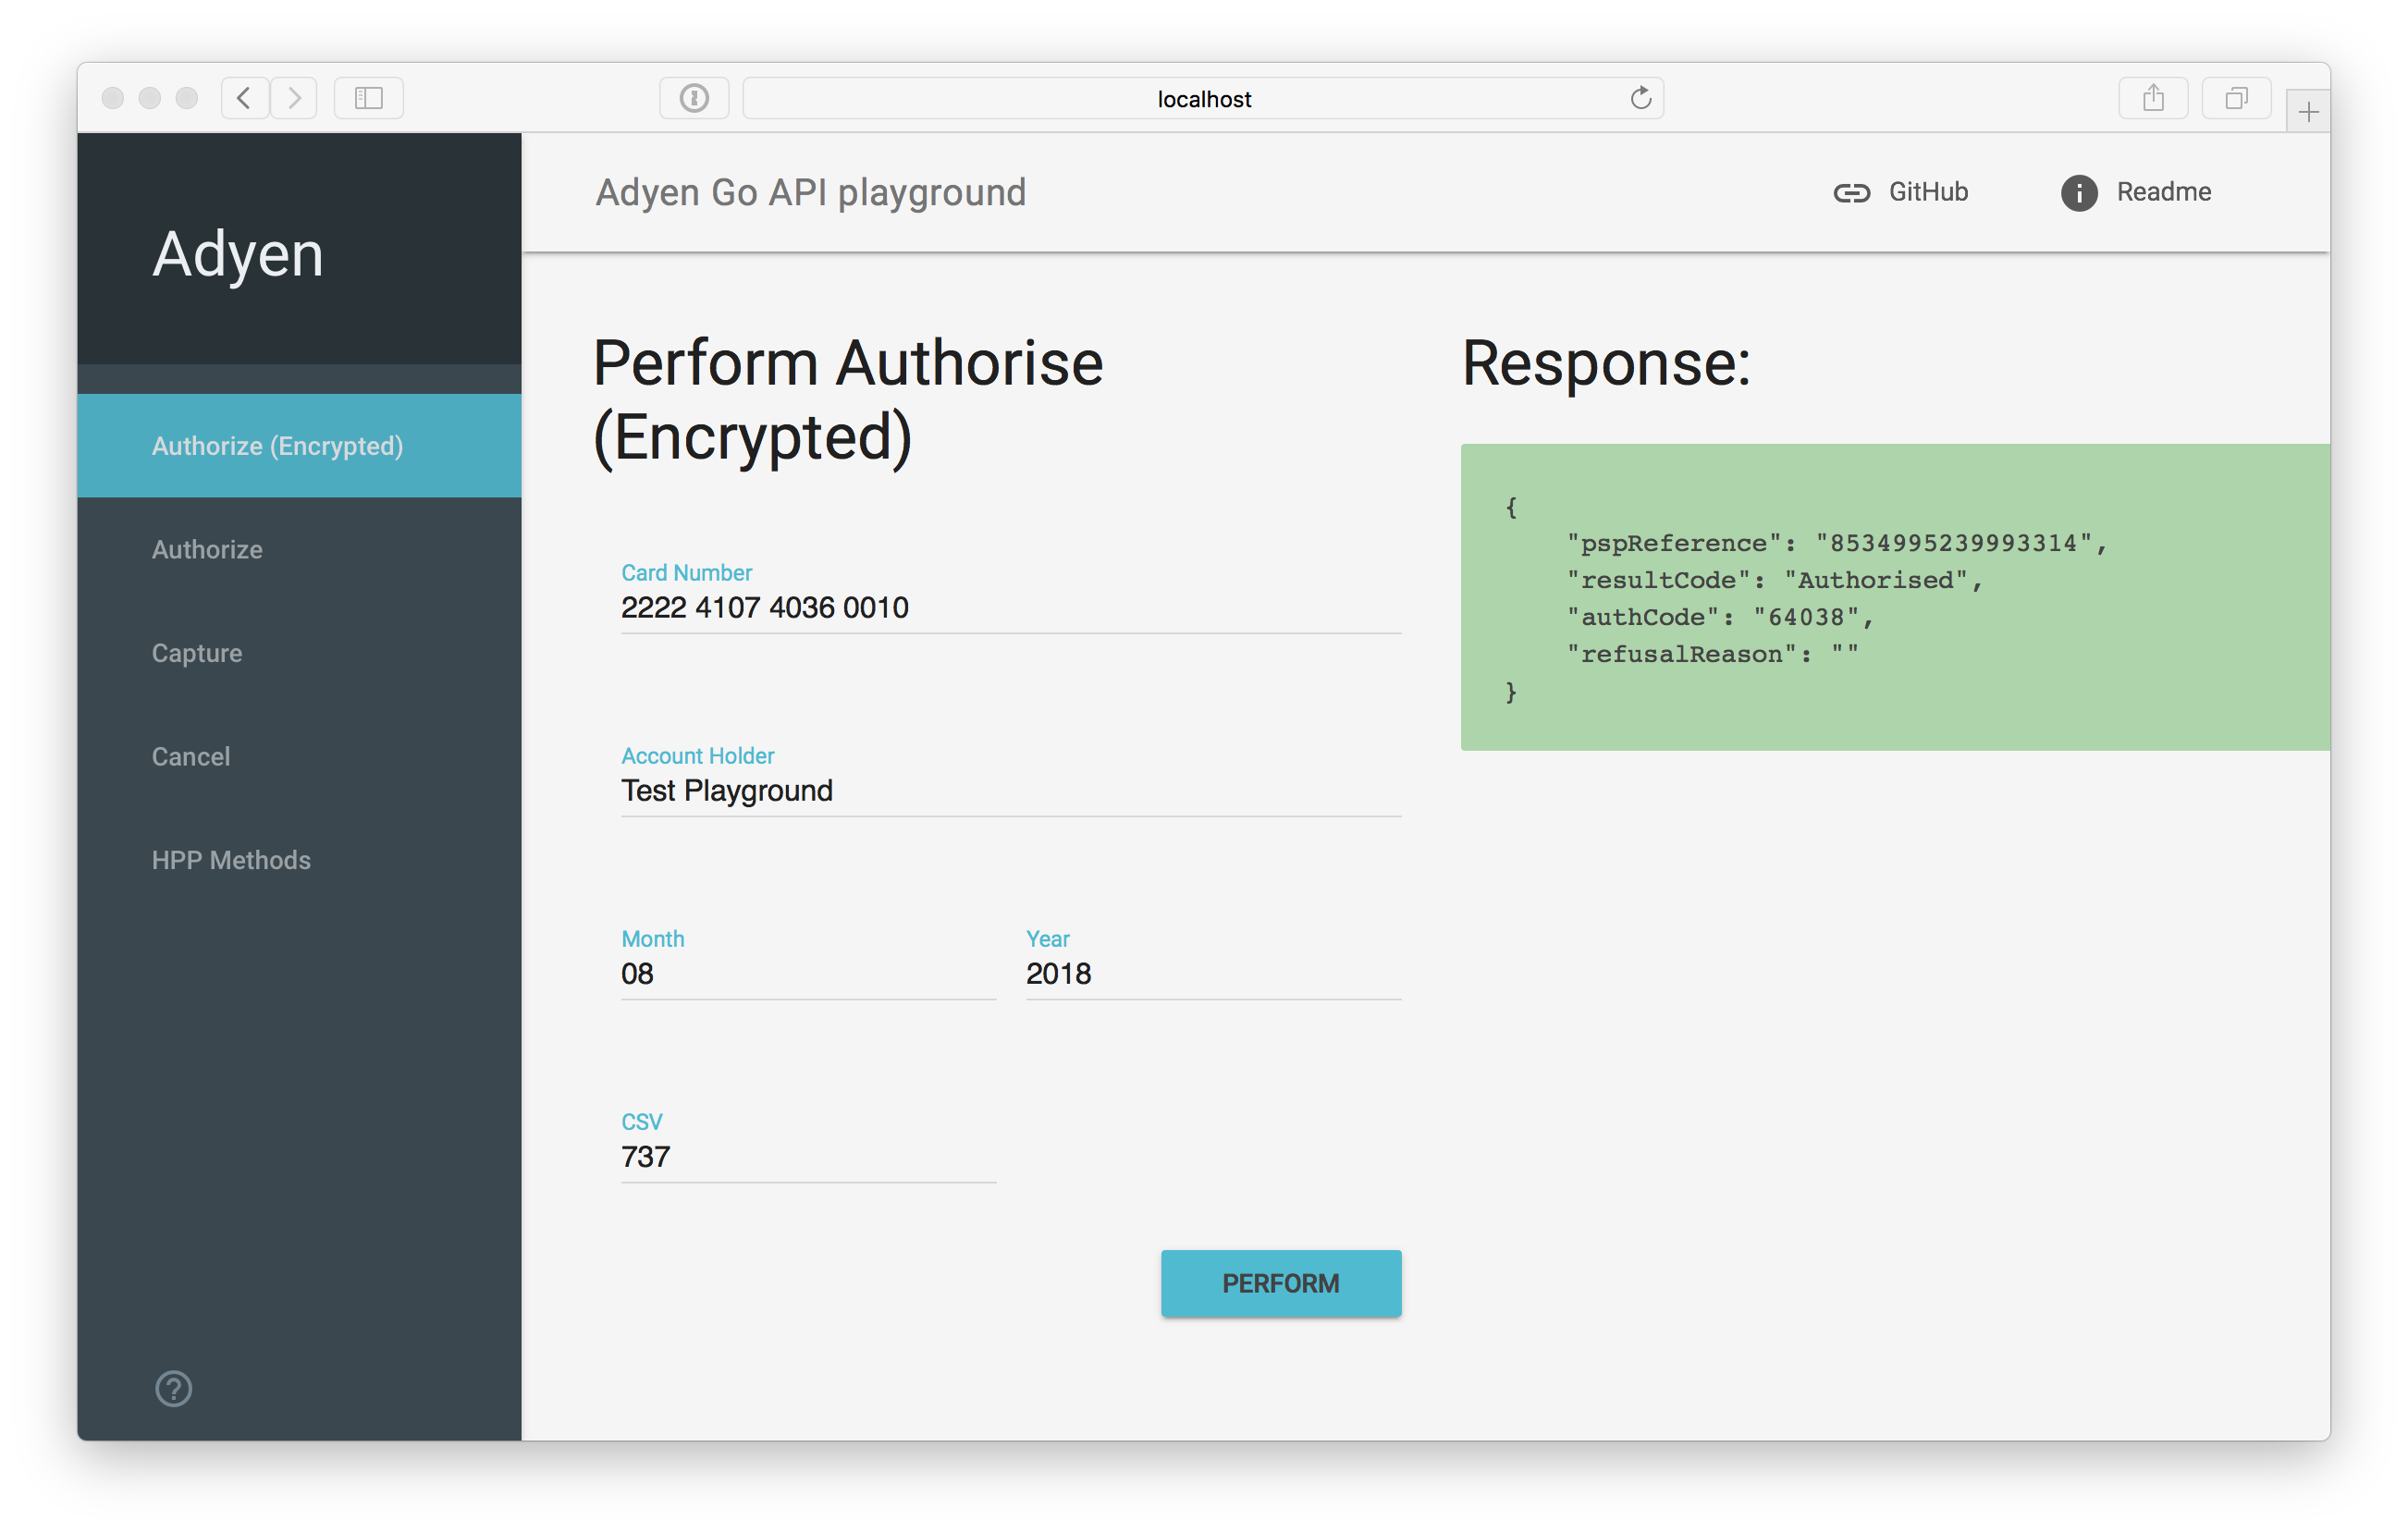 localhost
Adyen
Adyen Go API playground
GitHub
Readme
Authorize (Encrypted)
Authorize
Capture
Cancel
HPP Methods
Perform Authorise
(Encrypted)
Card Number
2222 4107 4036 0010
Account Holder
Test Playground
Month
08
Year
2018
CSV
737
PERFORM
Response:
{
"pspReference": "8534995239993314",
"resultCode": "Authorised",
"authCode": "64038",
"refusalReason": ""
}